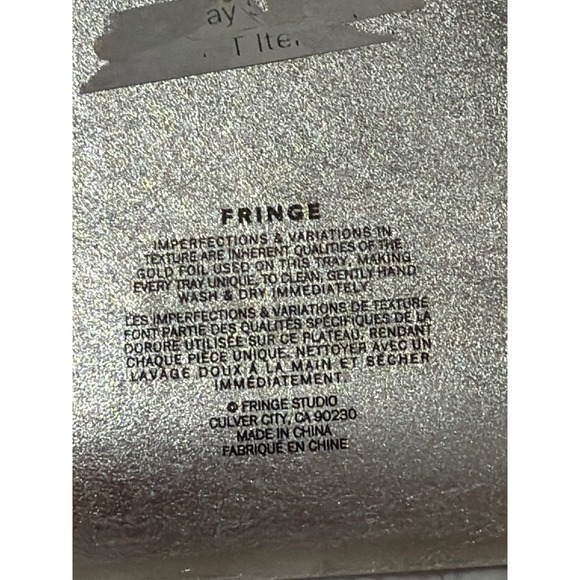 ay
T Ite
FRINGE
IMPERFECTIONS & VARIATIONS IN
TEXTURE ARE INHERENT QUALITIES OF THE
GOLD FOIL USED ON THIS TRAY, MAKING
EVERY TRAY UNIQUE. TO CLEAN, GENTLY HAND
WASH & DRY IMMEDIATELY
LES IMPERFECTIONS & VARIATIONS DE TEXTURE
FONT PARTIE DES QUALITÉS SPÉCIFIQUES DE LA
DORURE UTILISÉE SUR CE PLATEAU, RENDANT
CHAQUE PIÈCE UNIQUE. NETTOYER AVEC UN
LAVAGE DOUX À LA MAIN ET SÉCHER
IMMÉDIATEMENT.
© FRINGE STUDIO
CULVER CITY, CA 90230
MADE IN CHINA
FABRIQUÉ EN CHINE